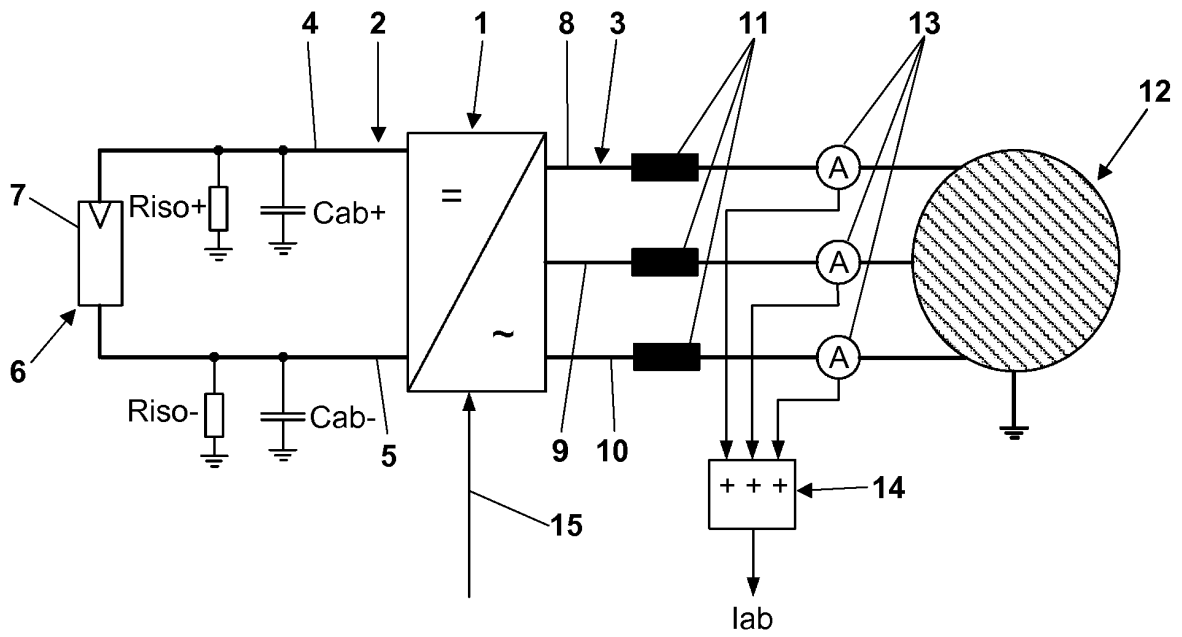 4 2 1 8 3 11 13
12
7 Riso+ Cab+ = A
A
6 ~ A
Riso- Cab-
5 9 10
+ + + 14
15
Iab